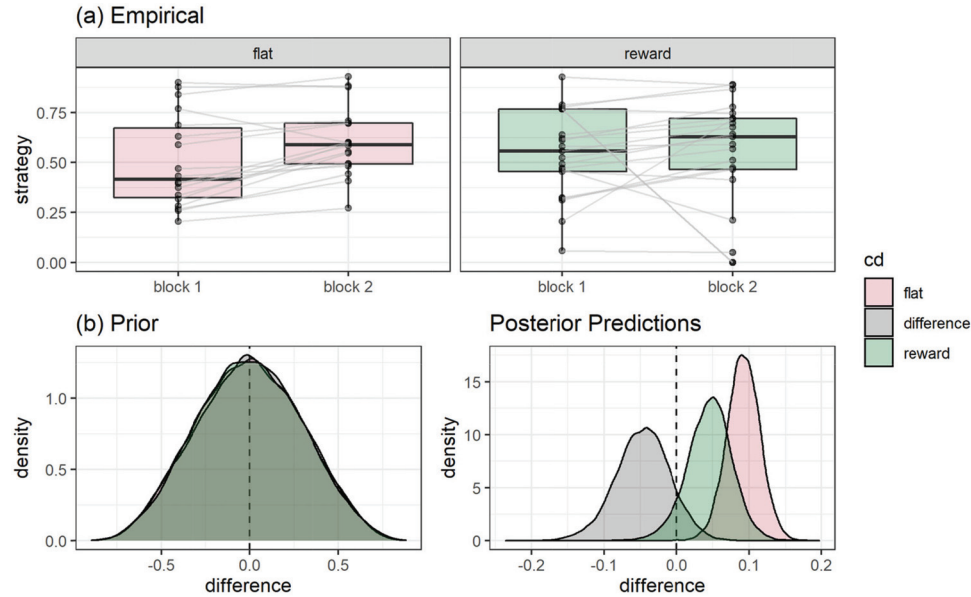 (a) Empirical
flat
reward
strategy
0.75
0.50
0.25
0.00
block 1
block 2
block 1
block 2
cd
flat
difference
reward
(b) Prior
density
1.0
0.5
0.0
-0.5
0.0
0.5
difference
Posterior Predictions
density
15
10
5
0
-0.2
-0.1
0.0
0.1
0.2
difference